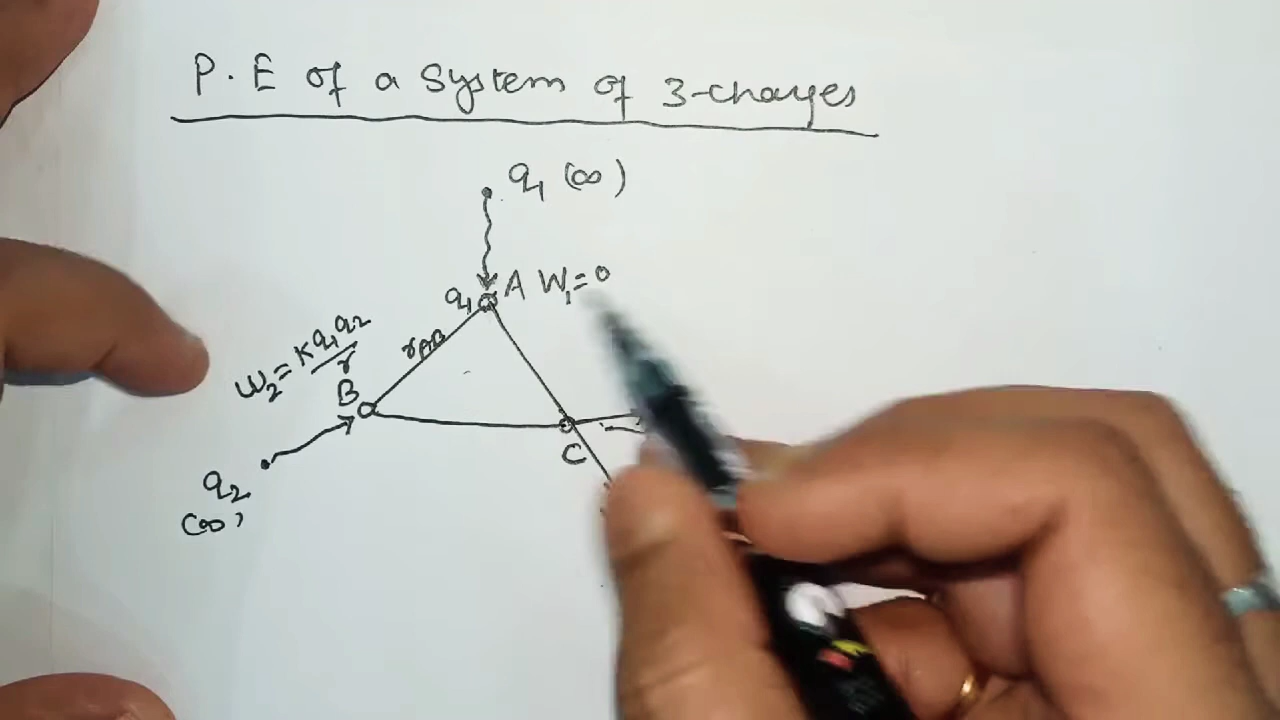 P.E of a System of 3-charges
q1 (∞)
q1 A W1=0
rAB
W2= Kq1q2/r
B
C
q2
(∞)